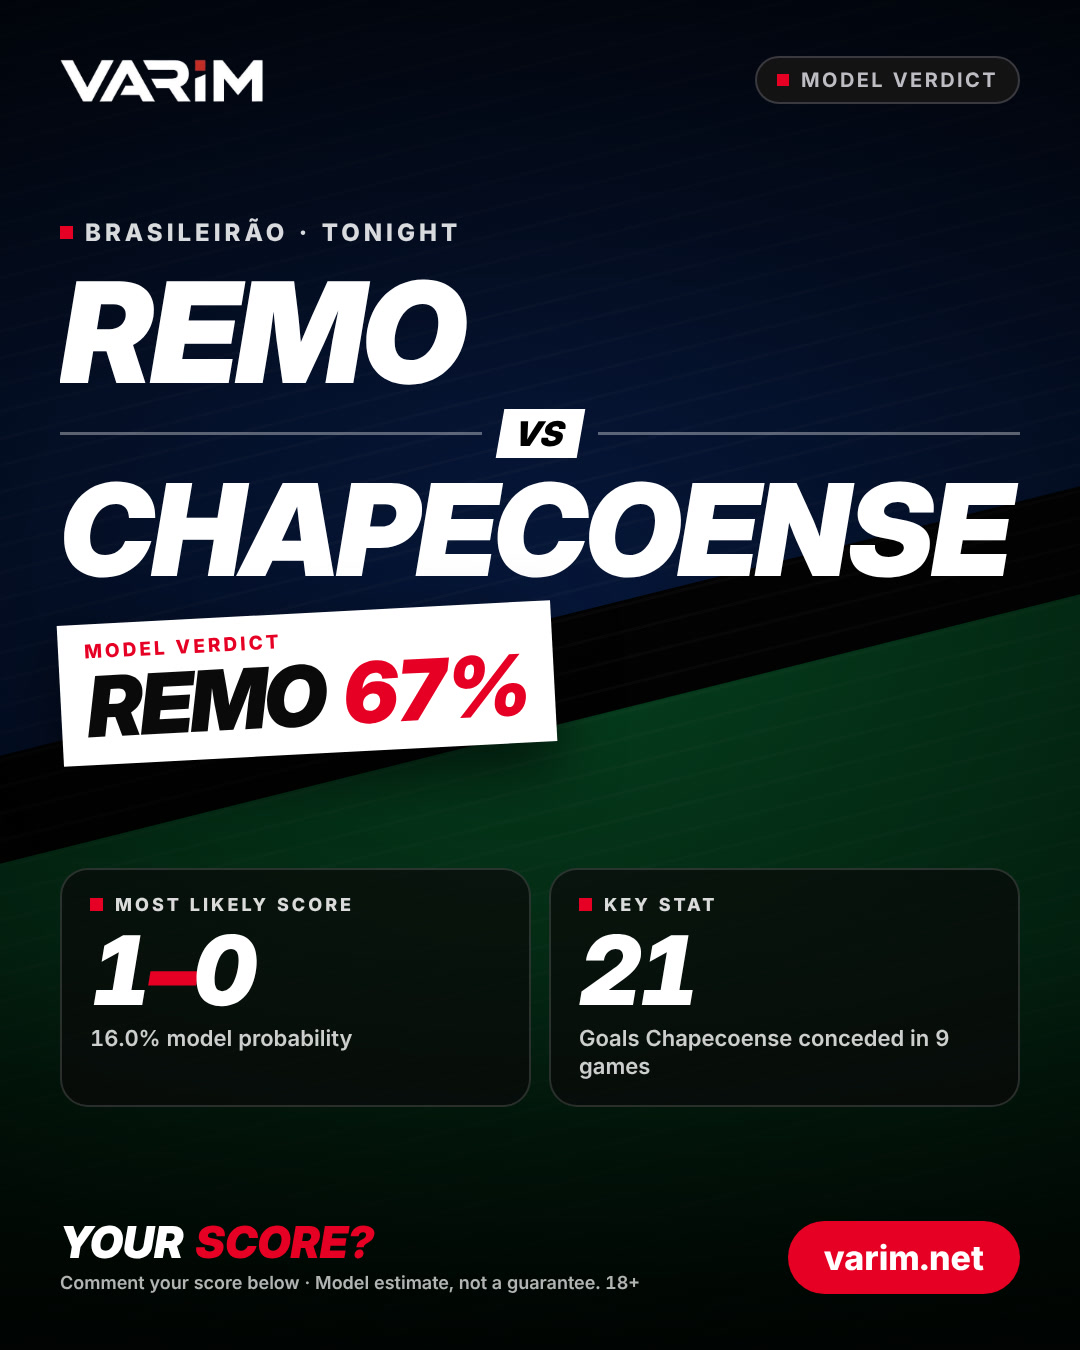 VARiM
MODEL VERDICT
BRASILEIRÃO · TONIGHT
REMO
VS
CHAPECOENSE
MODEL VERDICT
REMO 67%
MOST LIKELY SCORE
1–0
16.0% model probability
KEY STAT
21
Goals Chapecoense conceded in 9
games
YOUR SCORE?
Comment your score below · Model estimate, not a guarantee. 18+
varim.net